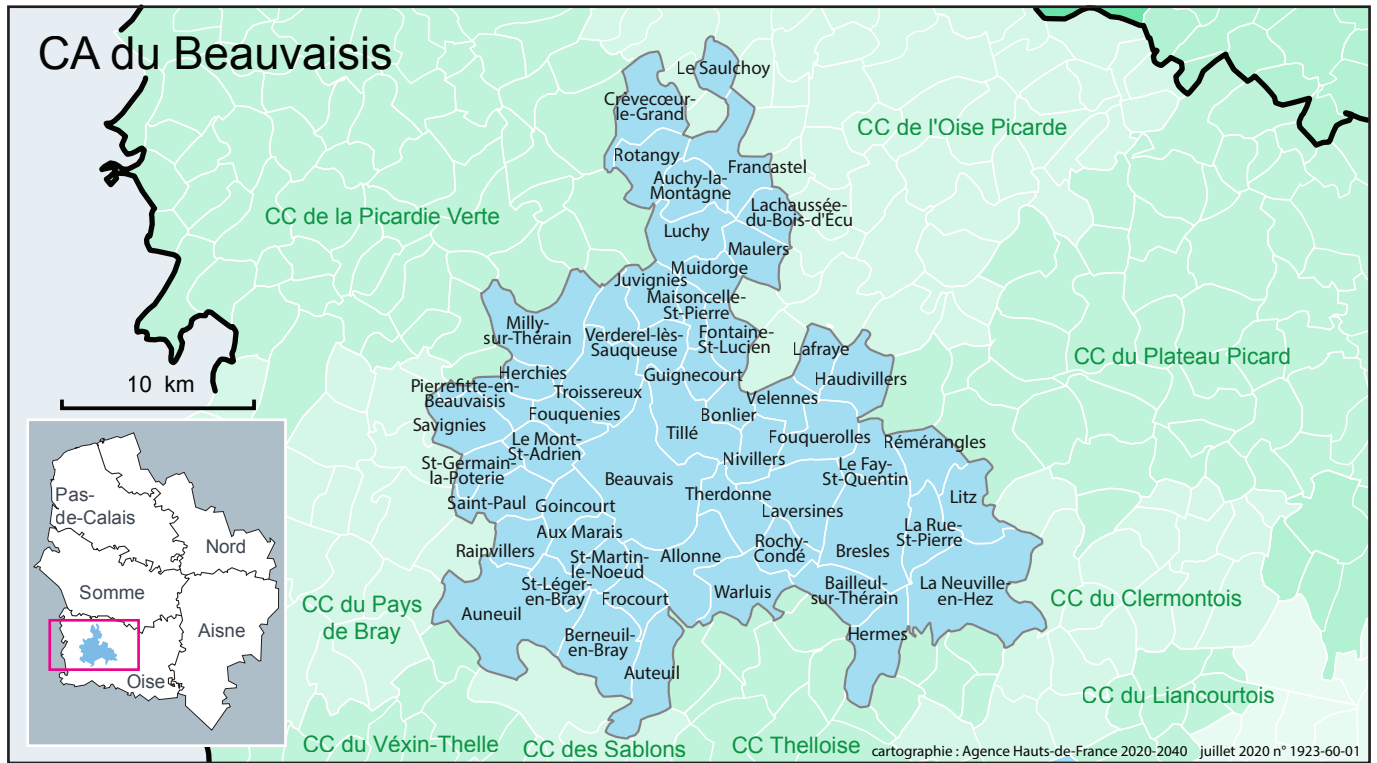 CA du Beauvaisis
Le Saulchoy
Crèvecœur-
le-Grand
CC de l'Oise Picarde
Rotangy
Francastel
Auchy-la-
Montagne
CC de la Picardie Verte
Lachaussée-
du-Bois-d'Écu
Luchy
Maulers
Muidorge
Juvignies
Maisoncelle-
St-Pierre
Milly-
sur-Thérain
Verderel-lès-
Sauqueuse
Fontaine-
St-Lucien
Lafraye
CC du Plateau Picard
10 km
Herchies
Guignecourt
Haudivillers
Pierrefitte-en-
Beauvaisis
Troissereux
Velennes
Fouquenies
Bonlier
Savignies
Tillé
Fouquerolles
Rémérangles
Le Mont-
St-Adrien
Nivillers
St-Germain-
la-Poterie
Le Fay-
St-Quentin
Beauvais
Therdonne
Litz
Saint-Paul
Goincourt
Laversines
Pas-
de-Calais
Aux Marais
La Rue-
St-Pierre
Nord
Rainvillers
St-Martin-
le-Noeud
Allonne
Rochy-
Condé
Bresles
Somme
St-Léger-
en-Bray
Frocourt
Warluis
Bailleul-
sur-Thérain
La Neuville-
en-Hez
CC du Clermontois
CC du Pays
de Bray
Auneuil
Aisne
Berneuil-
en-Bray
Hermes
Auteuil
Oise
CC du Liancourtois
CC du Véxin-Thelle
CC des Sablons
CC Thelloise
cartographie : Agence Hauts-de-France 2020-2040 juillet 2020 n° 1923-60-01